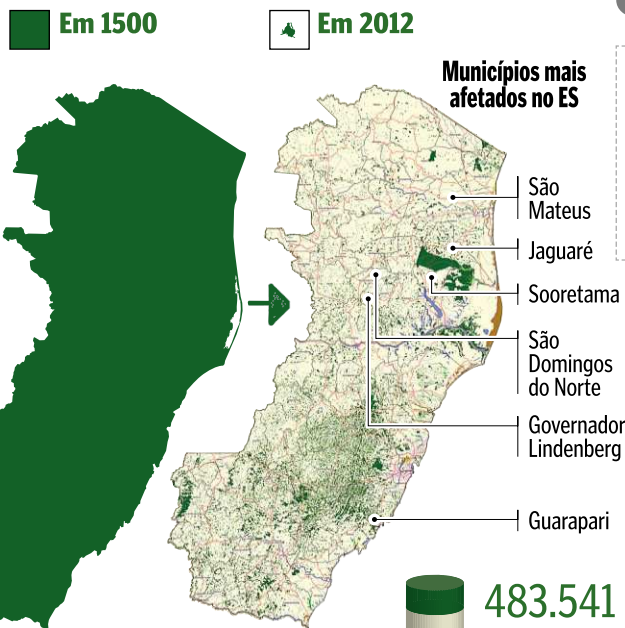 Em 1500
Em 2012
Municípios mais
afetados no ES
São
Mateus
Jaguaré
Sooretama
São
Domingos
do Norte
Governador
Lindenberg
Guarapari
483.541